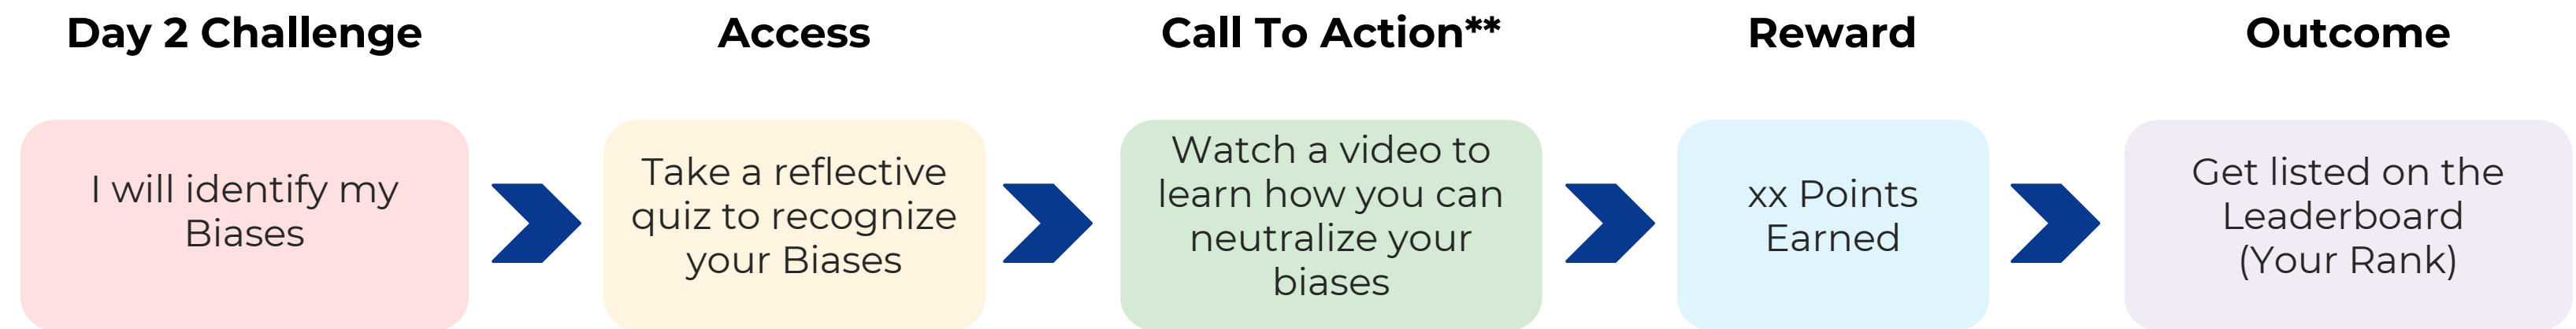 Day 2 Challenge
Access
Call To Action**
Reward
Outcome
I will identify my
Biases
Take a reflective
quiz to recognize
your Biases
Watch a video to
learn how you can
neutralize your
biases
xx Points
Earned
Get listed on the
Leaderboard
(Your Rank)